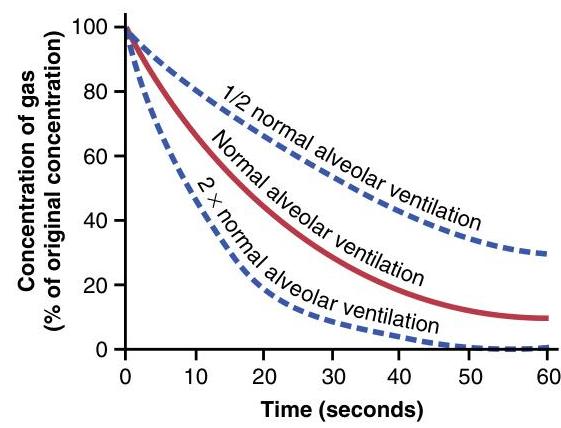 Concentration of gas
(% of original concentration)
100
80
60
40
20
0
1/2 normal alveolar ventilation
Normal alveolar ventilation
2 × normal alveolar ventilation
0 10 20 30 40 50 60
Time (seconds)